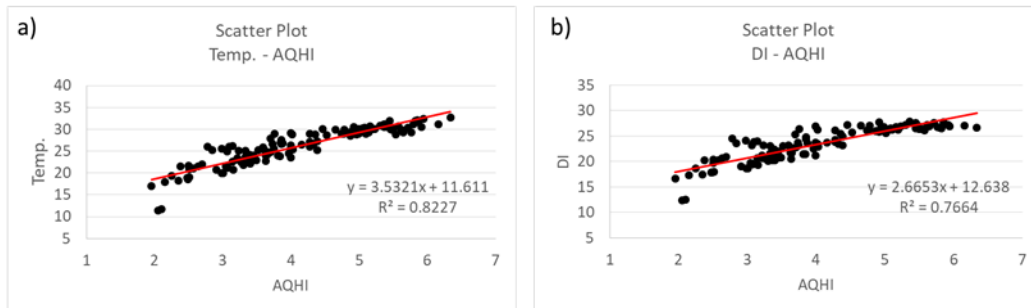 a)
Scatter Plot
Temp. - AQHI
40
35
30
25
20
15
10
5
Temp.
y = 3.5321x + 11.611
R² = 0.8227
1 2 3 4 5 6 7
AQHI
b)
Scatter Plot
DI - AQHI
35
30
25
20
15
10
5
DI
y = 2.6653x + 12.638
R² = 0.7664
1 2 3 4 5 6 7
AQHI